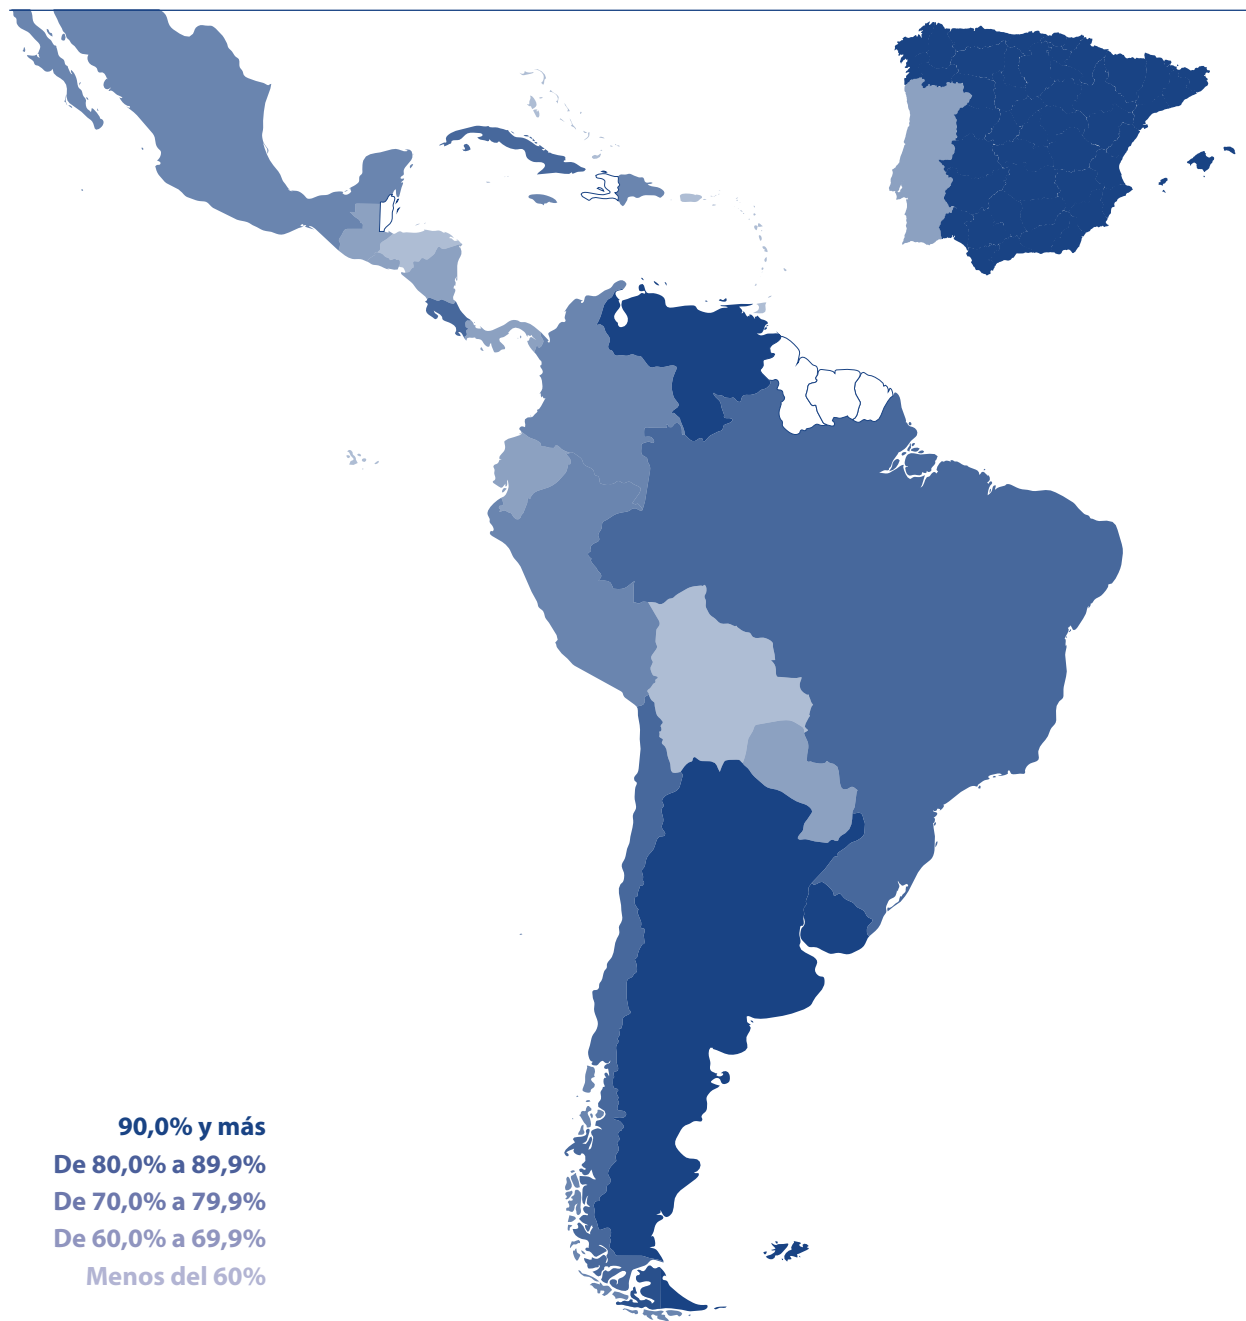 90,0% y más
De 80,0% a 89,9%
De 70,0% a 79,9%
De 60,0% a 69,9%
Menos del 60%